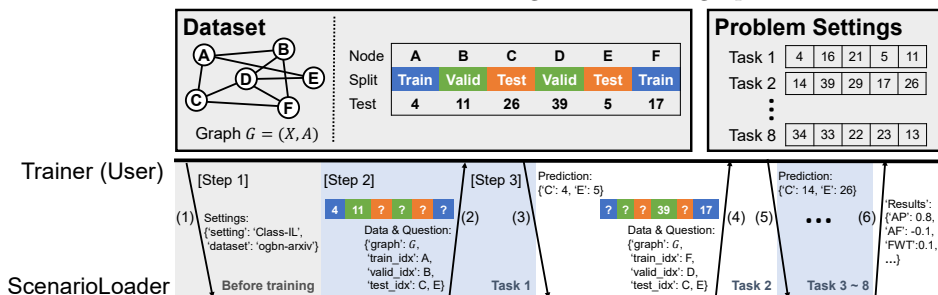 Dataset
A
B
D
E
C
F
Graph G = (X, A)
Node A B C D E F
Split Train Valid Test Valid Test Train
Test 4 11 26 39 5 17
Problem Settings
Task 1 4 16 21 5 11
Task 2 14 39 29 17 26
Task 8 34 33 22 23 13
Trainer (User)
ScenarioLoader
[Step 1]
(1)
Settings:
{'setting': 'Class-IL',
'dataset': 'ogbn-arxiv'}
Before training
[Step 2]
4 11 ? ? ? ?
Data & Question:
{'graph': G,
'train_idx': A,
'valid_idx': B,
'test_idx': C, E}
(2)
Task 1
[Step 3]
(3)
Prediction:
{'C': 4, 'E': 5}
? ? ? 39 ? 17
Data & Question:
{'graph': G,
'train_idx': F,
'valid_idx': D,
'test_idx': C, E}
(4)
Task 2
(5)
Prediction:
{'C': 14, 'E': 26}
...
(6)
Task 3 ~ 8
'Results':
{'AP': 0.8,
'AF': -0.1,
'FWT':0.1,
...}